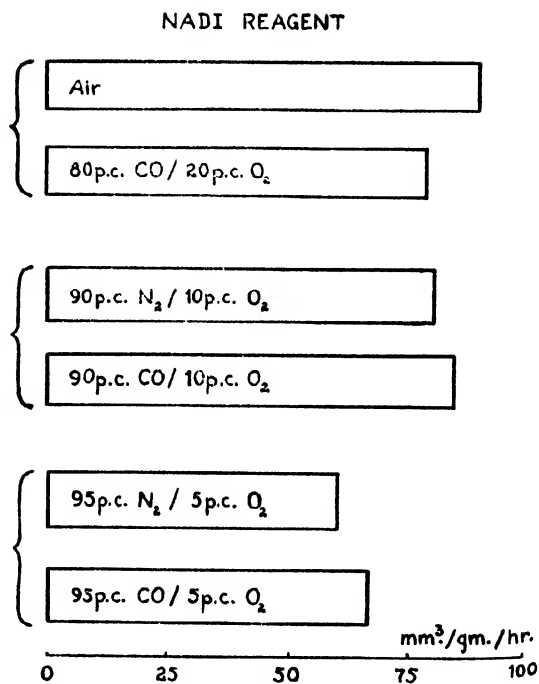 NADI REAGENT
Air
80p.c. CO / 20p.c. O₂
90p.c. N₂ / 10p.c. O₂
90p.c. CO / 10p.c. O₂
95p.c. N₂ / 5p.c. O₂
95p.c. CO / 5p.c. O₂
mm³./gm./hr.
0 25 50 75 100